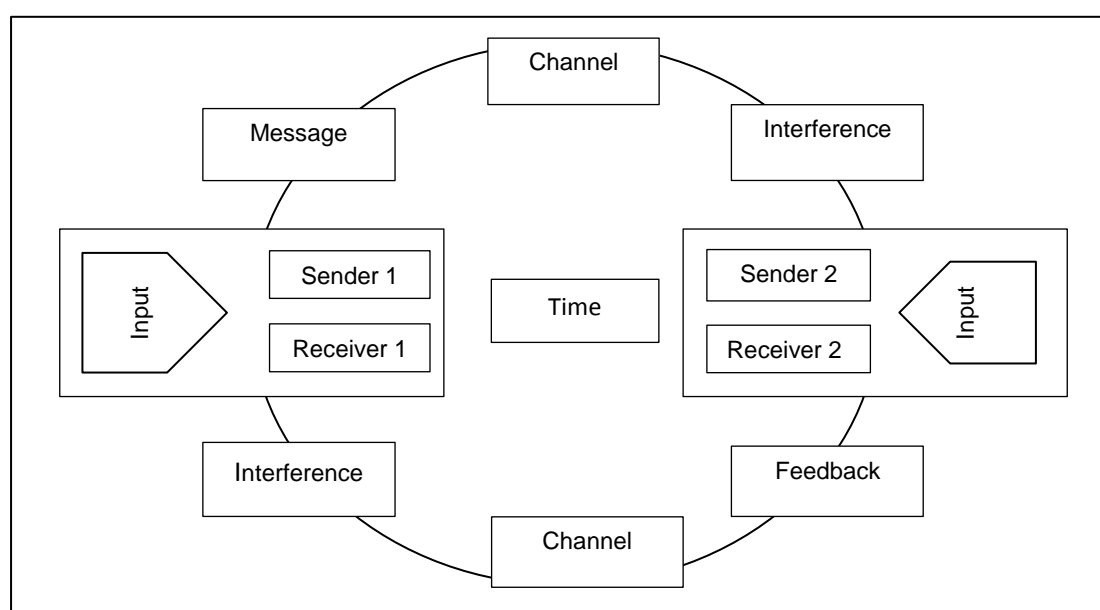 Channel
Message
Interference
Input
Sender 1
Receiver 1
Time
Sender 2
Receiver 2
Input
Interference
Feedback
Channel